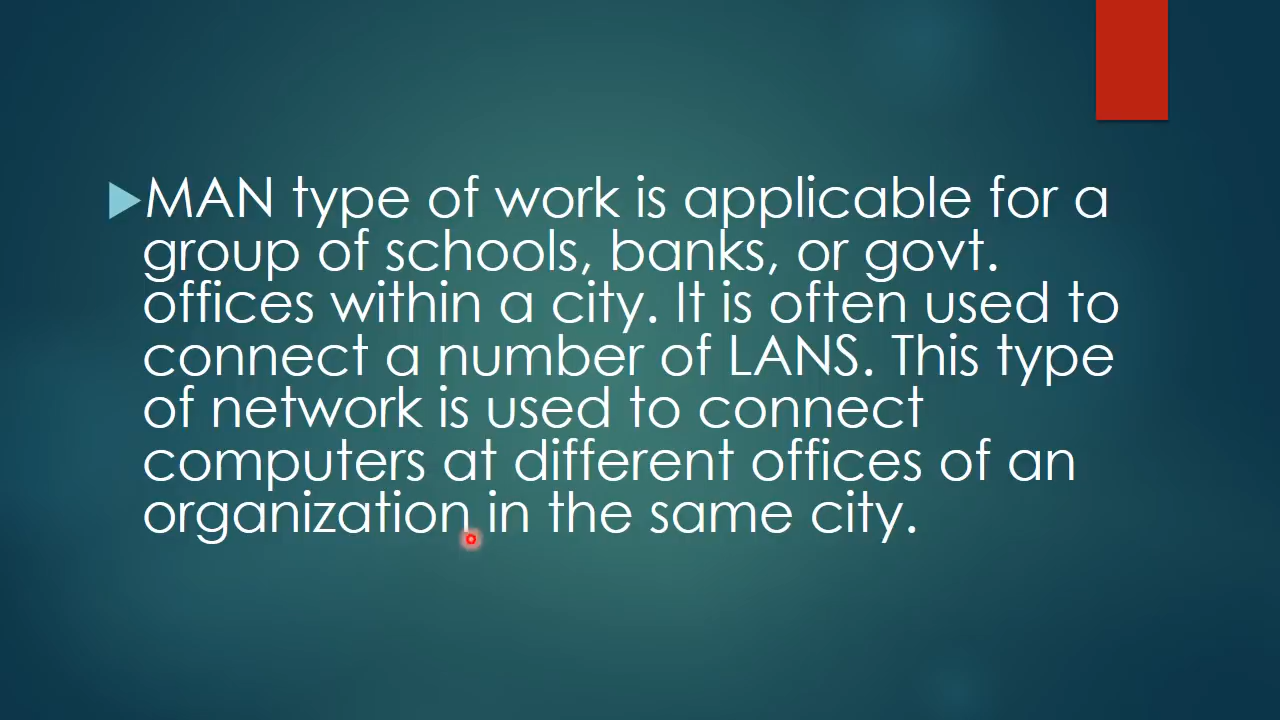 MAN type of work is applicable for a
group of schools, banks, or govt.
offices within a city. It is often used to
connect a number of LANS. This type
of network is used to connect
computers at different offices of an
organization in the same city.